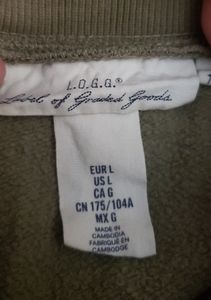 L.O.G.G.®
Label of Graded Goods
EUR L
US L
CA G
CN 175/104A
MX G
MADE IN
CAMBODIA
FABRIQUÉ EN
CAMBODGE